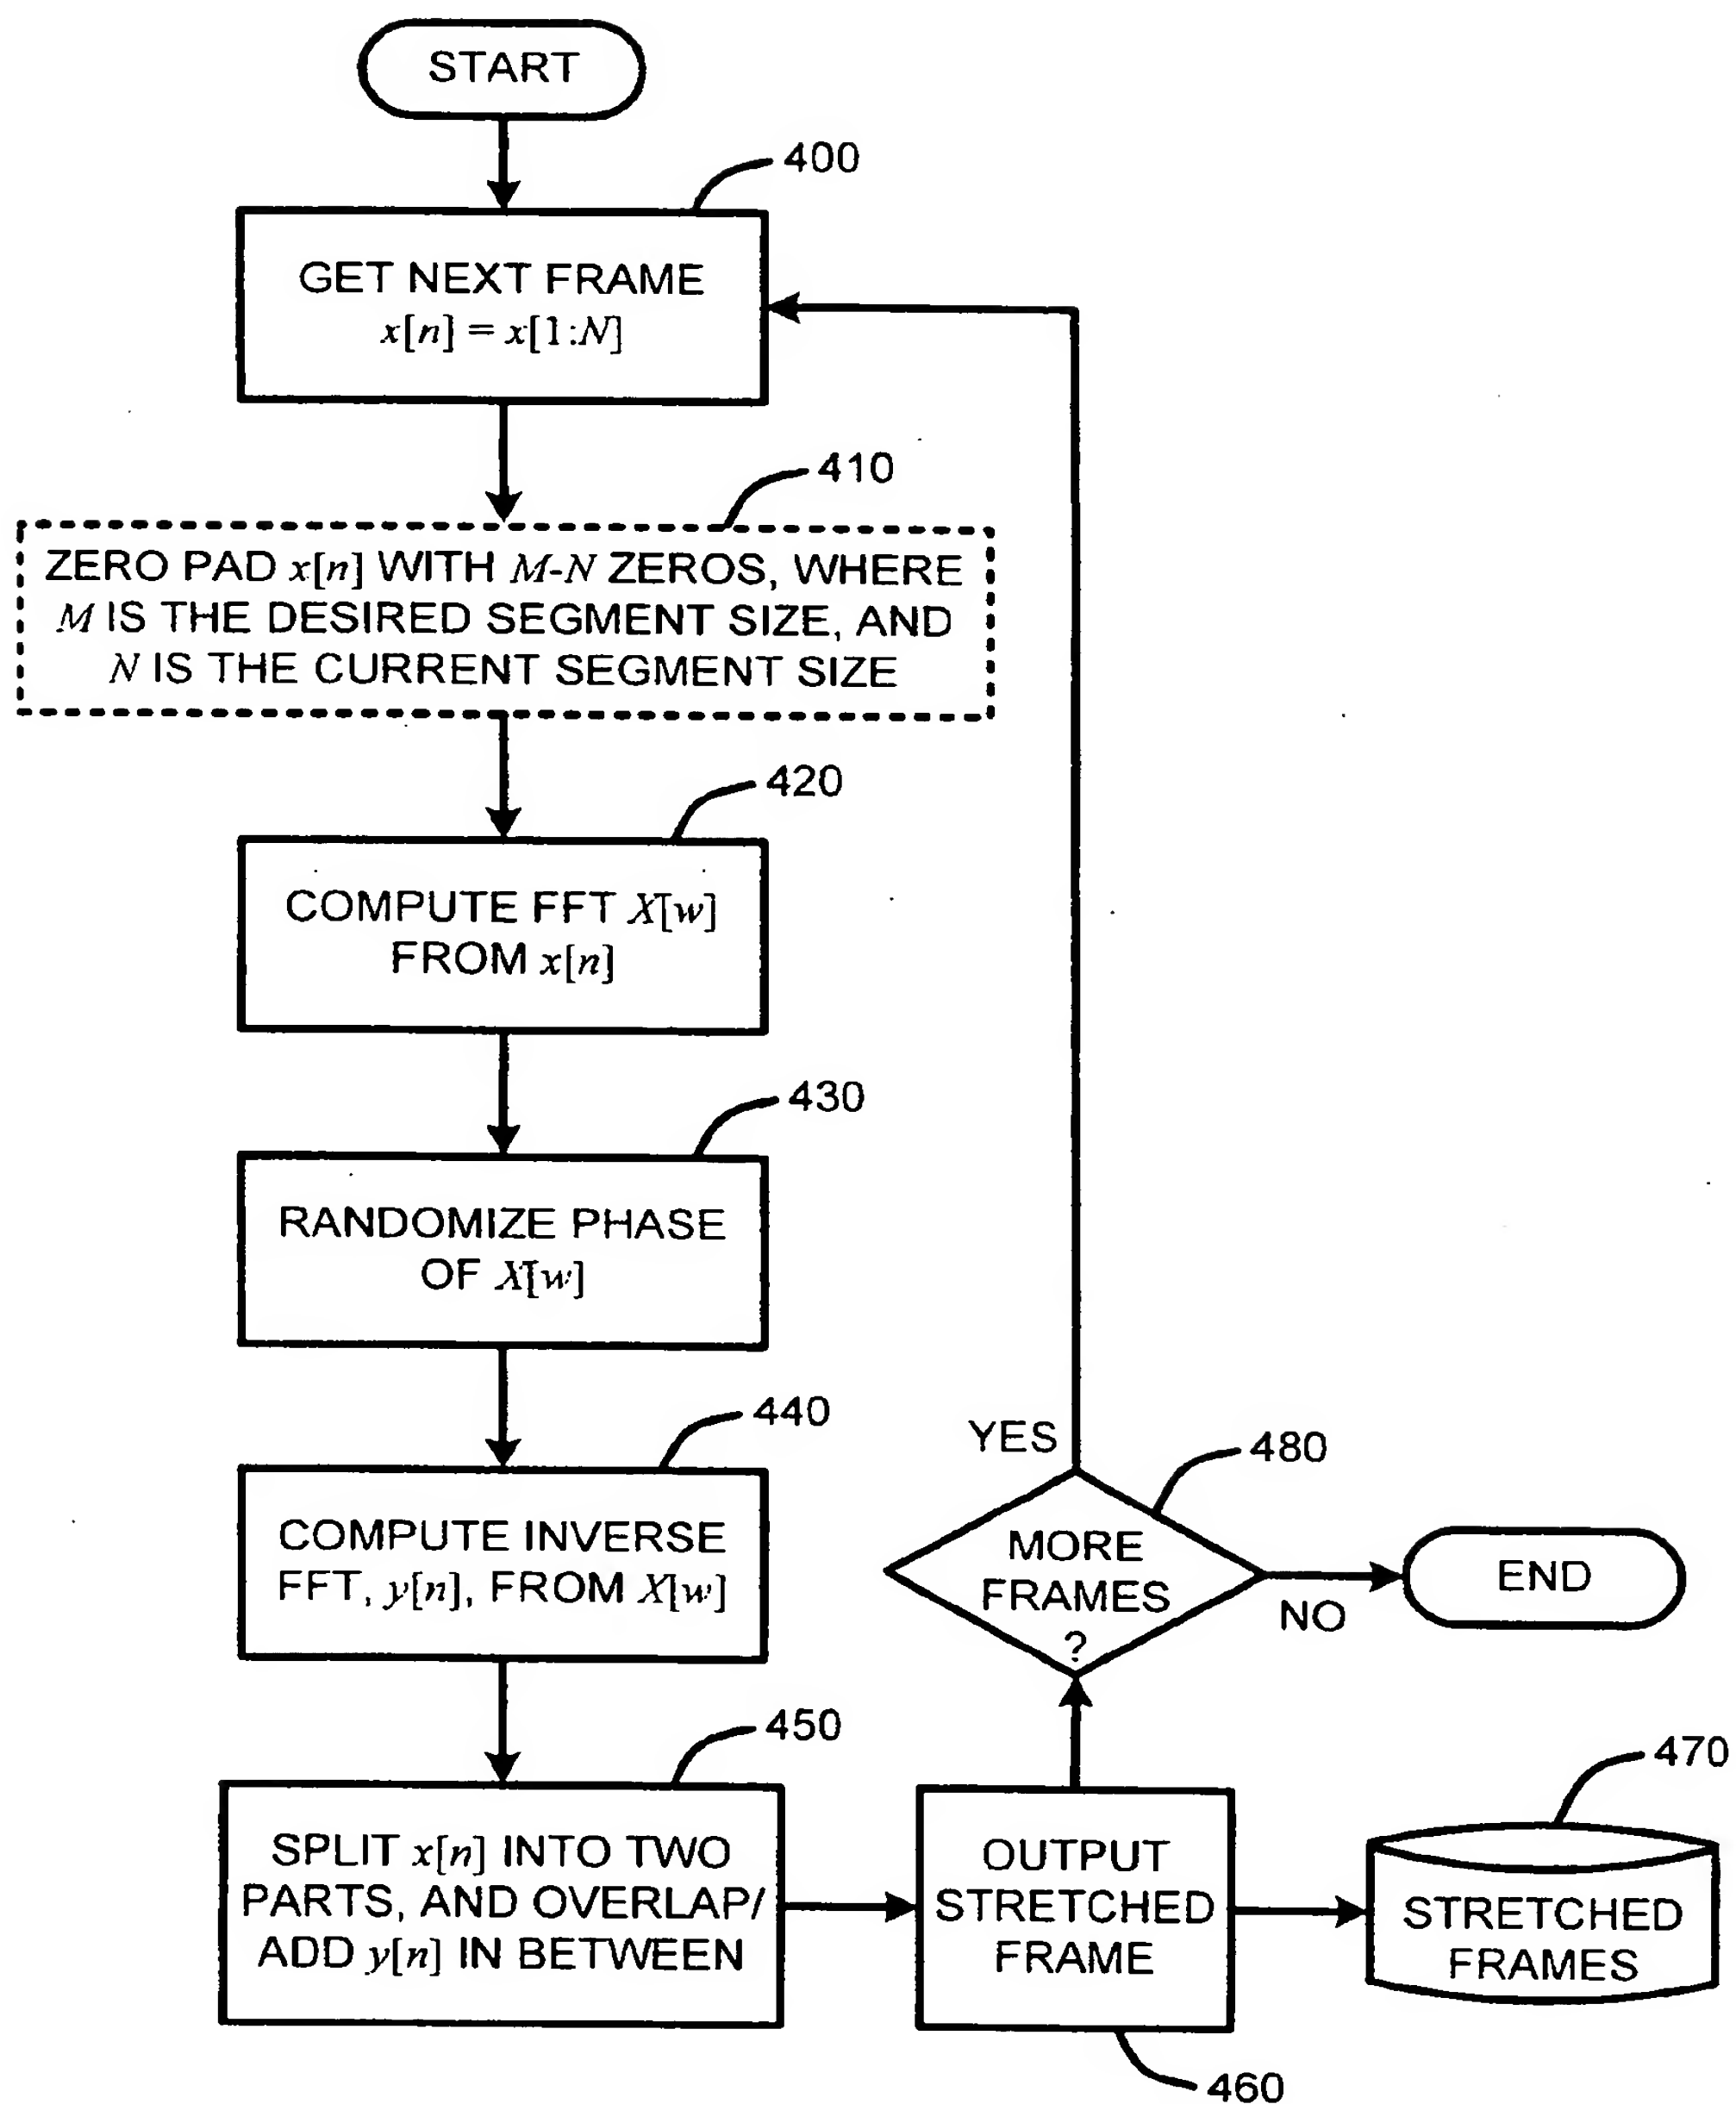 START
400
GET NEXT FRAME
x[n] = x[1:N]
410
ZERO PAD x[n] WITH M-N ZEROS, WHERE
M IS THE DESIRED SEGMENT SIZE, AND
N IS THE CURRENT SEGMENT SIZE
420
COMPUTE FFT X[w]
FROM x[n]
430
RANDOMIZE PHASE
OF X[w]
440
COMPUTE INVERSE
FFT, y[n], FROM X[w]
450
SPLIT x[n] INTO TWO
PARTS, AND OVERLAP/
ADD y[n] IN BETWEEN
OUTPUT
STRETCHED
FRAME
460
470
STRETCHED
FRAMES
480
MORE
FRAMES
?
YES
NO
END